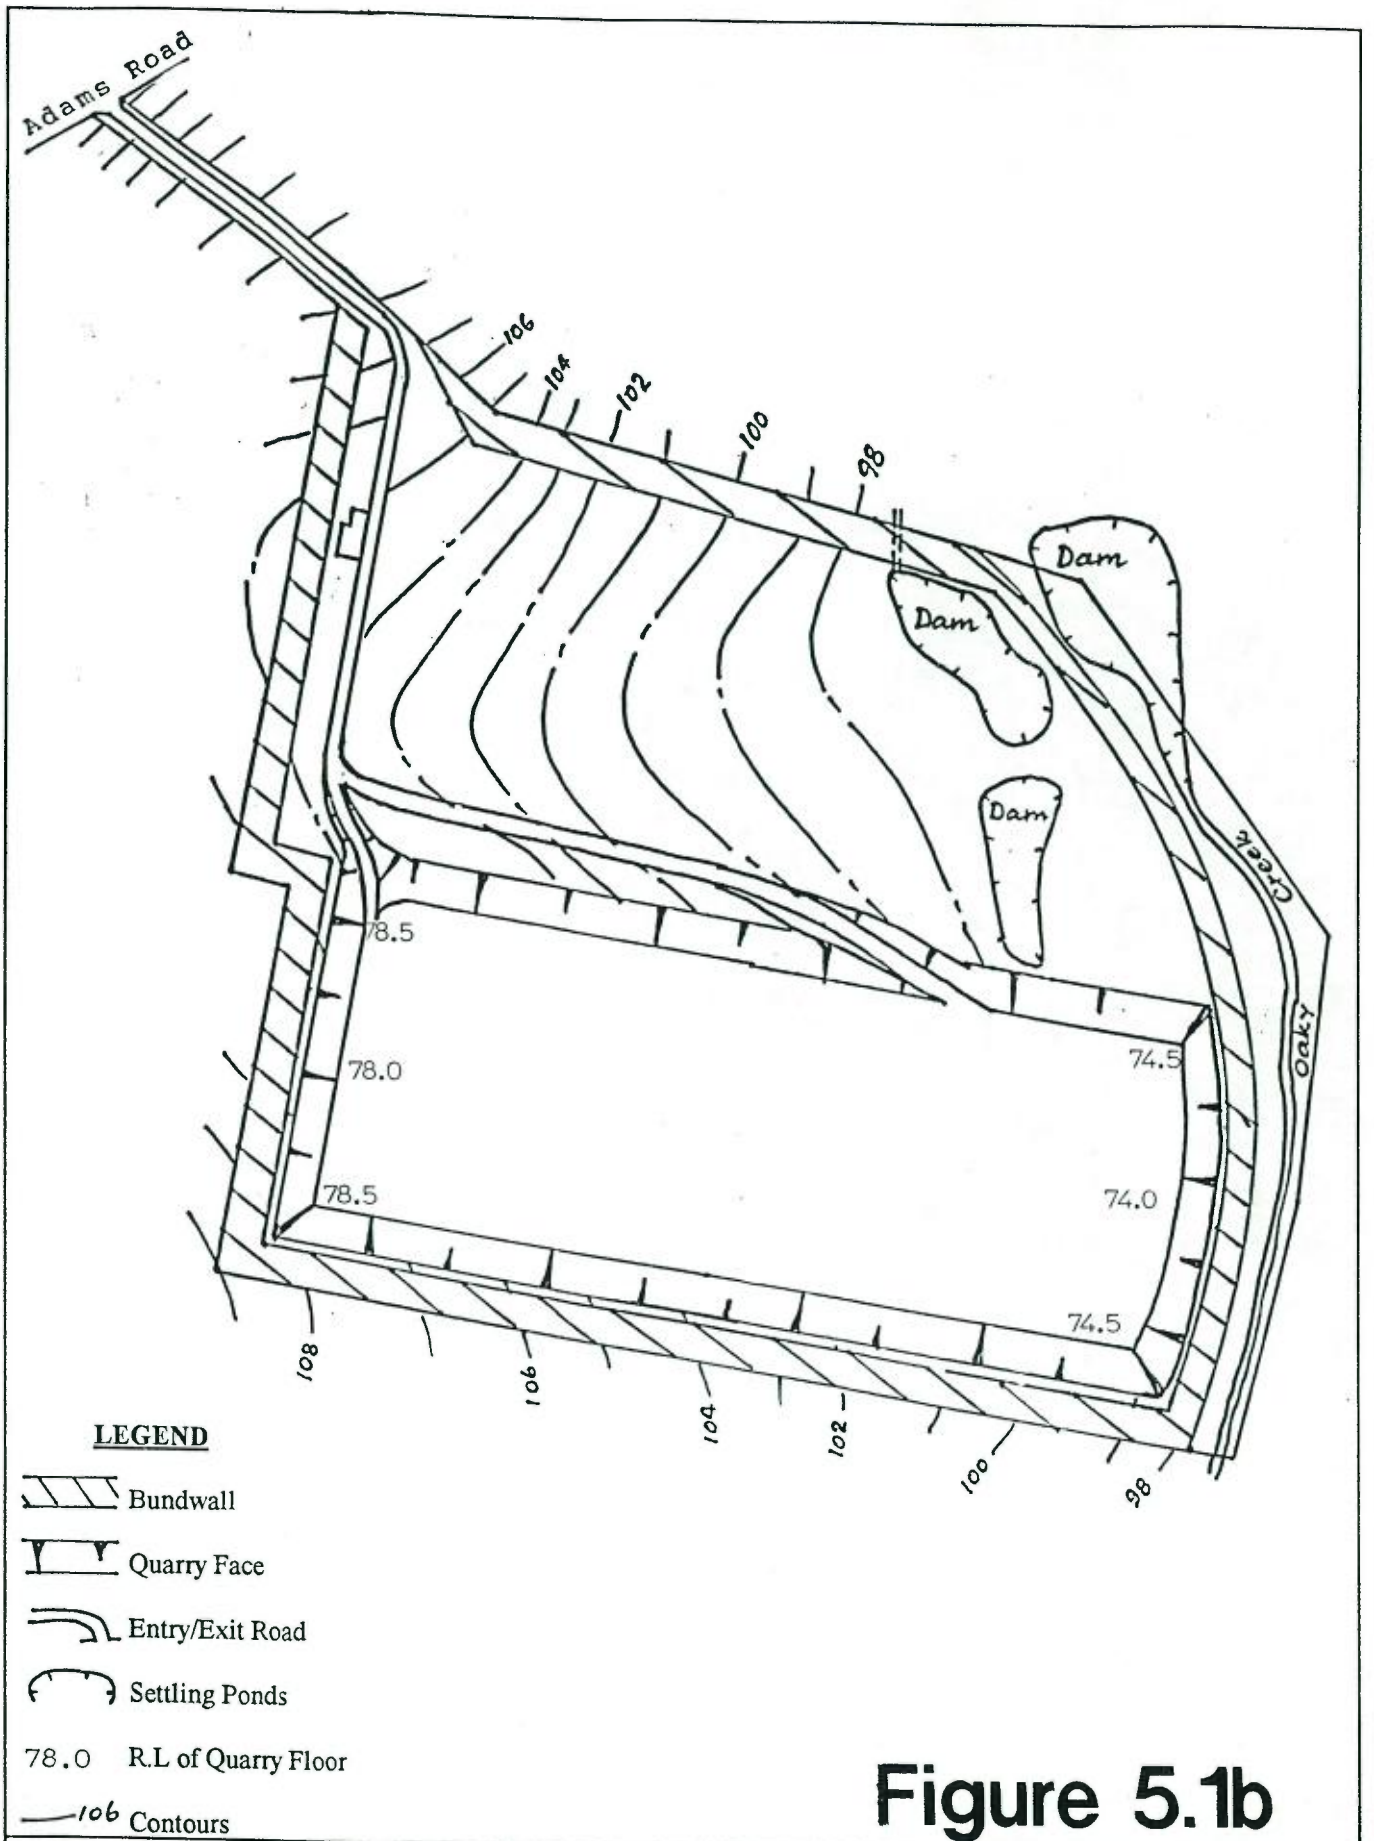 Adams Road
106
104
102
100
98
Dam
Dam
Dam
Oaky Creek
78.5
78.0
74.5
78.5
74.0
74.5
108
106
104
102
100
98
LEGEND
Bundwall
Quarry Face
Entry/Exit Road
Settling Ponds
78.0 R.L of Quarry Floor
106 Contours
Figure 5.1b